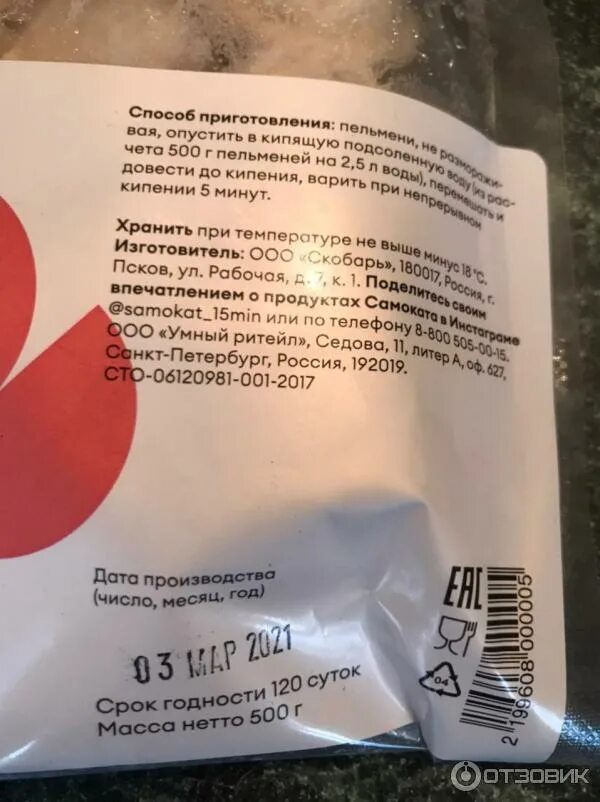 Способ приготовления: пельмени, не заморажи-
вая, опустить в кипящую подсоленную воду (из рас-
чета 500 г пельменей на 2,5 л воды), перемешать и
довести до кипения, варить при непрерывном
кипении 5 минут.
Хранить при температуре не выше минус 18 °С.
Изготовитель: ООО «Скобарь», 180017, Россия, г.
Псков, ул. Рабочая, д. 7, к. 1. Поделитесь своим
впечатлением о продуктах Самоката в Инстаграме
@samokat_15min или по телефону 8-800 505-00-15.
ООО «Умный ритейл», Седова, 11, литер А, оф. 627,
Санкт-Петербург, Россия, 192019.
СТО-06120981-001-2017
Дата производства
(число, месяц, год)
03 МАР 2021
Срок годности 120 суток
Масса нетто 500 г
EAC
04
2 199608 000005
ОТЗОВИК